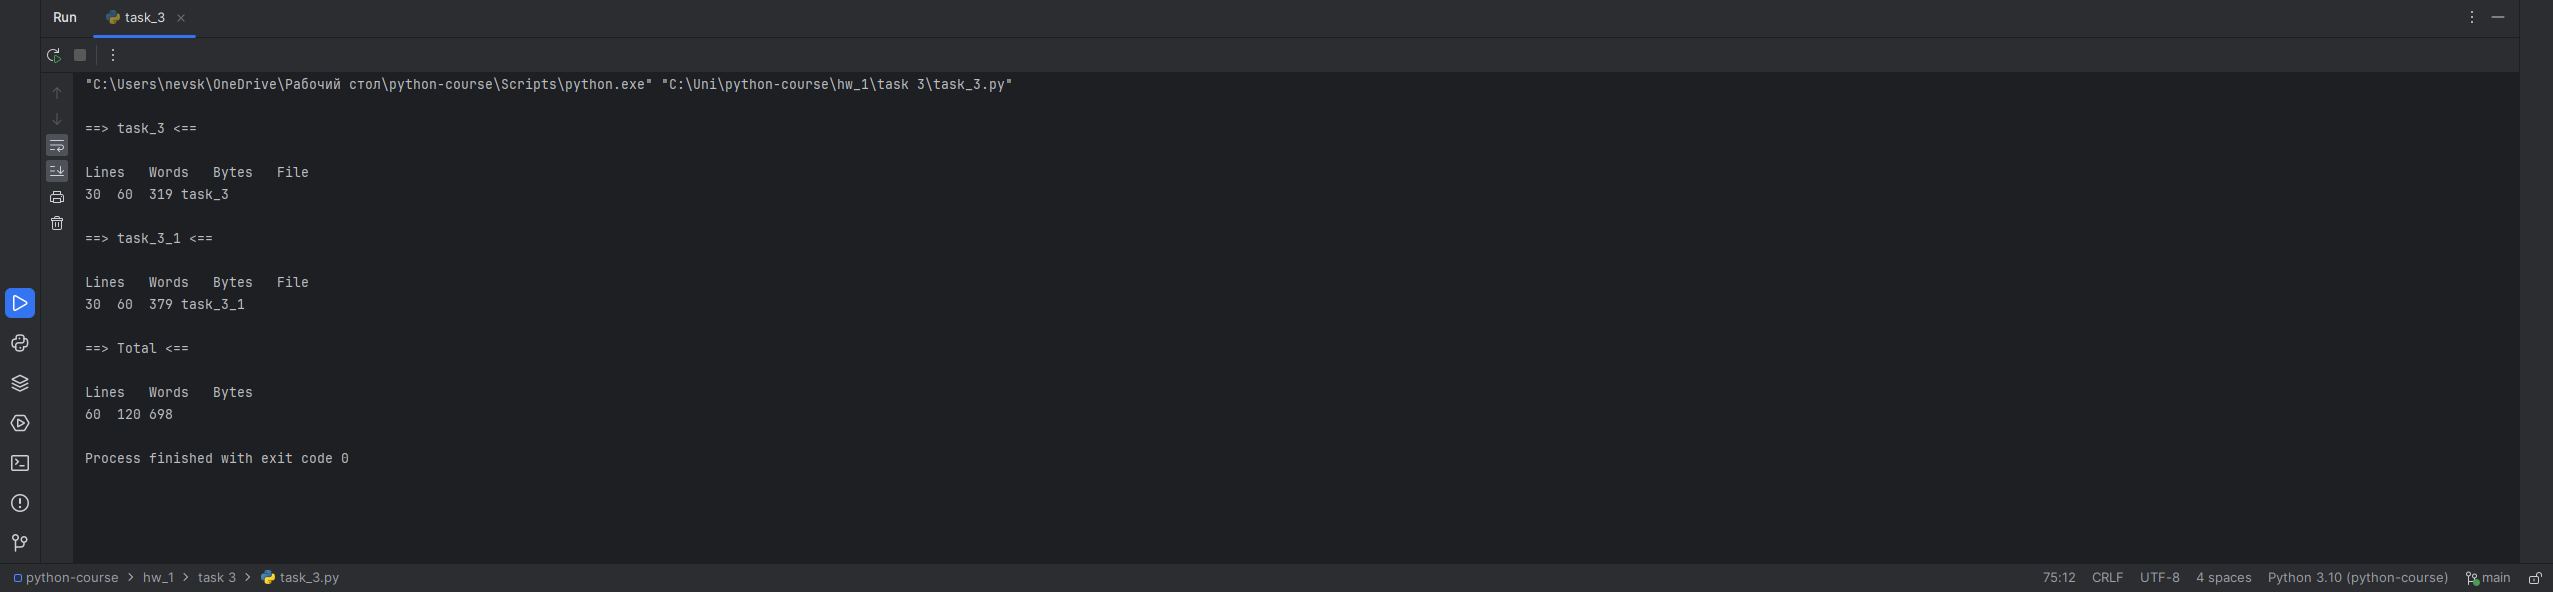 Run task_3
"C:\Users\nevsk\OneDrive\Рабочий стол\python-course\Scripts\python.exe" "C:\Uni\python-course\hw_1\task 3\task_3.py"
==> task_3 <==
Lines   Words   Bytes   File
30  60  319 task_3
==> task_3_1 <==
Lines   Words   Bytes   File
30  60  379 task_3_1
==> Total <==
Lines   Words   Bytes
60  120 698
Process finished with exit code 0
python-course > hw_1 > task 3 > task_3.py 75:12 CRLF UTF-8 4 spaces Python 3.10 (python-course) main